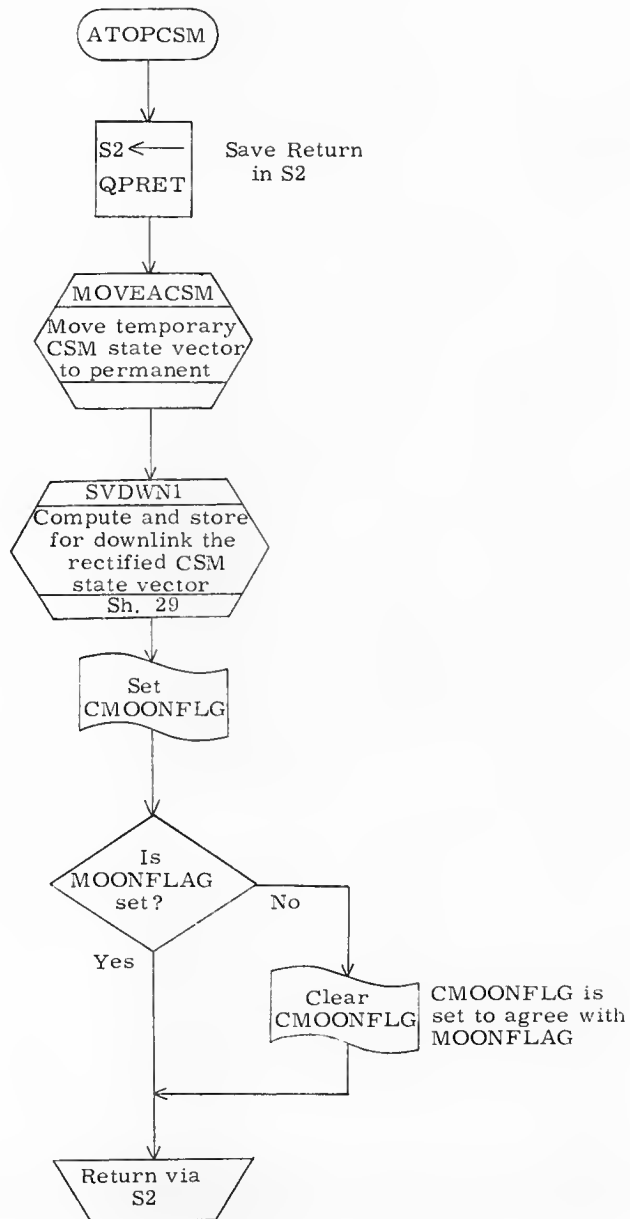 ATOPCSM
S2 ←
QPRET
Save Return
in S2
MOVEACSM
Move temporary
CSM state vector
to permanent
SVDWN1
Compute and store
for downlink the
rectified CSM
state vector
Sh. 29
Set
CMOONFLG
Is
MOONFLAG
set?
No
Yes
Clear
CMOONFLG
CMOONFLG is
set to agree with
MOONFLAG
Return via
S2